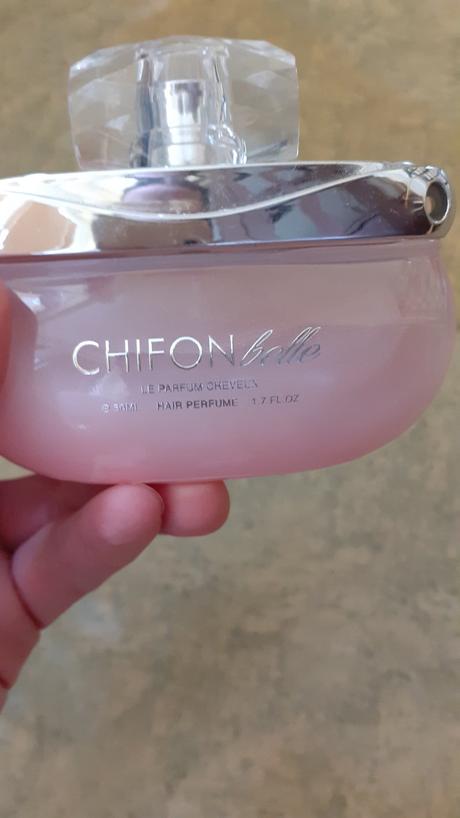 CHIFON belle
LE PARFUM CHEVEUX
℮ 50ML HAIR PERFUME 1.7 FL.OZ